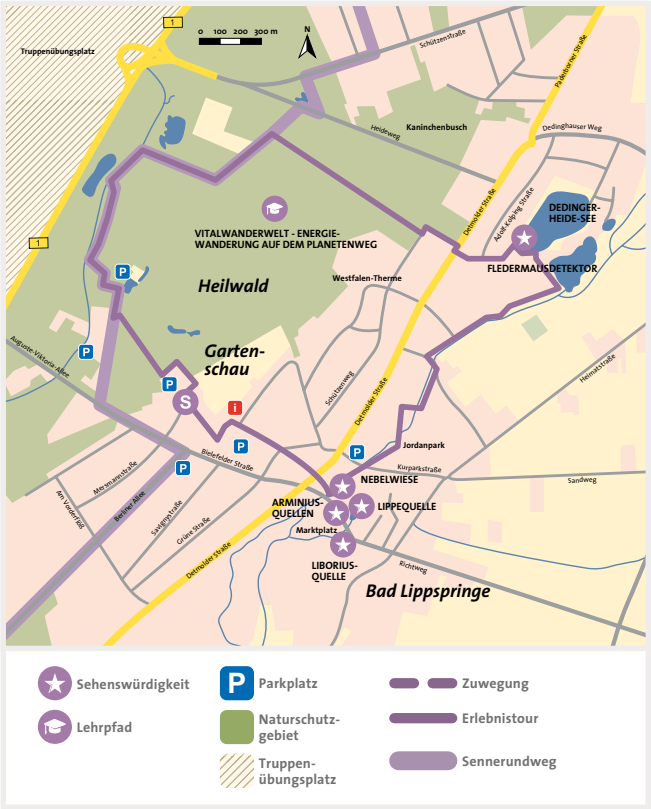 1
0 100 200 300 m
N
Truppenübungsplatz
Schützenstraße
Paderborner Straße
Heideweg
Kaninchenbusch
Dedinghauser Weg
Detmolder Straße
Adolf-Kolping-Straße
DEDINGER-
HEIDE-SEE
VITALWANDERWELT - ENERGIE-
WANDERUNG AUF DEM PLANETENWEG
1
FLEDERMAUSDETEKTOR
P
Heilwald
Westfalen-Therme
Auguste-Viktoria-Allee
P
Garten-
schau
P
S
i
Schützenweg
Detmolder Straße
Heimatstraße
P
Jordanpark
P
Bielefelder Straße
P
Kurparkstraße
Mersmannstraße
NEBELWIESE
Sandweg
Am Vorderflöß
Berliner Allee
Savignystraße
Grüne Straße
ARMINIUS-
QUELLEN
LIPPEQUELLE
Marktplatz
Detmolder Straße
LIBORIUS-
QUELLE
Richtweg
Bad Lippspringe
Sehenswürdigkeit
P
Parkplatz
Zuwegung
Lehrpfad
Naturschutz-
gebiet
Erlebnistour
Truppen-
übungsplatz
Sennerundweg